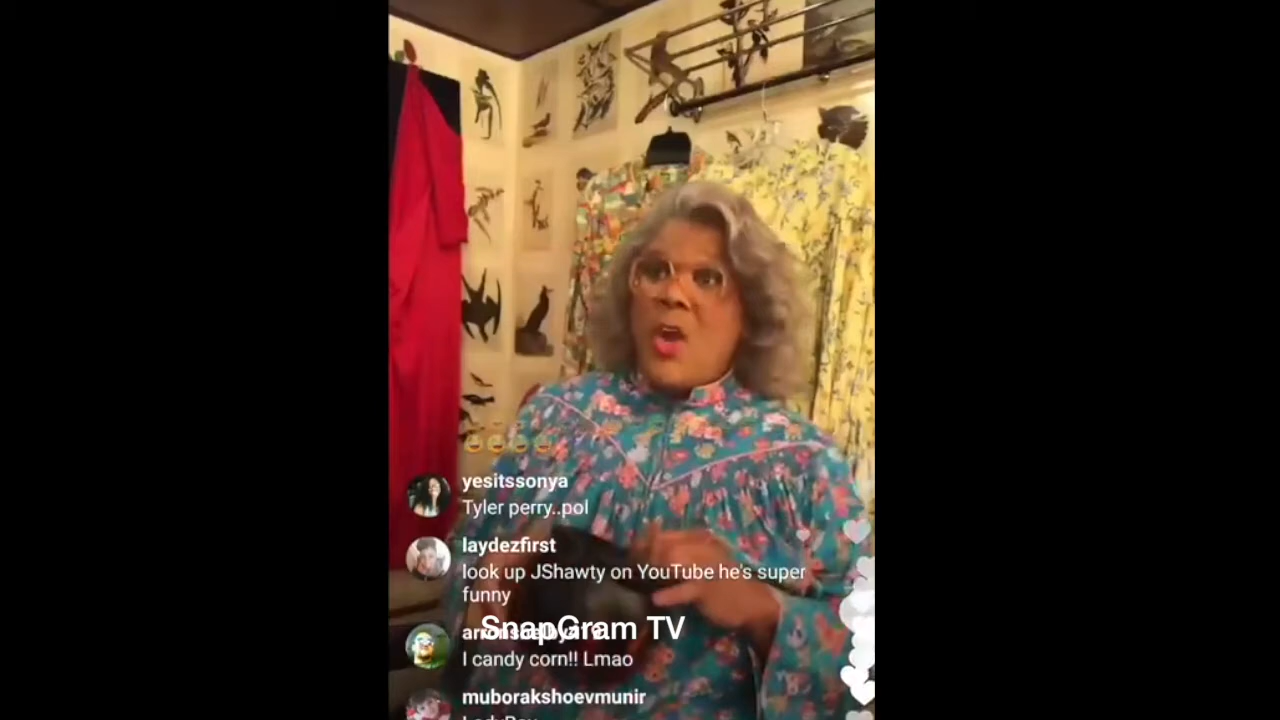 yesitssonya
Tyler perry..pol
laydezfirst
look up JShawty on YouTube he's super
funny
SnapGram TV
I candy corn!! Lmao
muborakshoevmunir